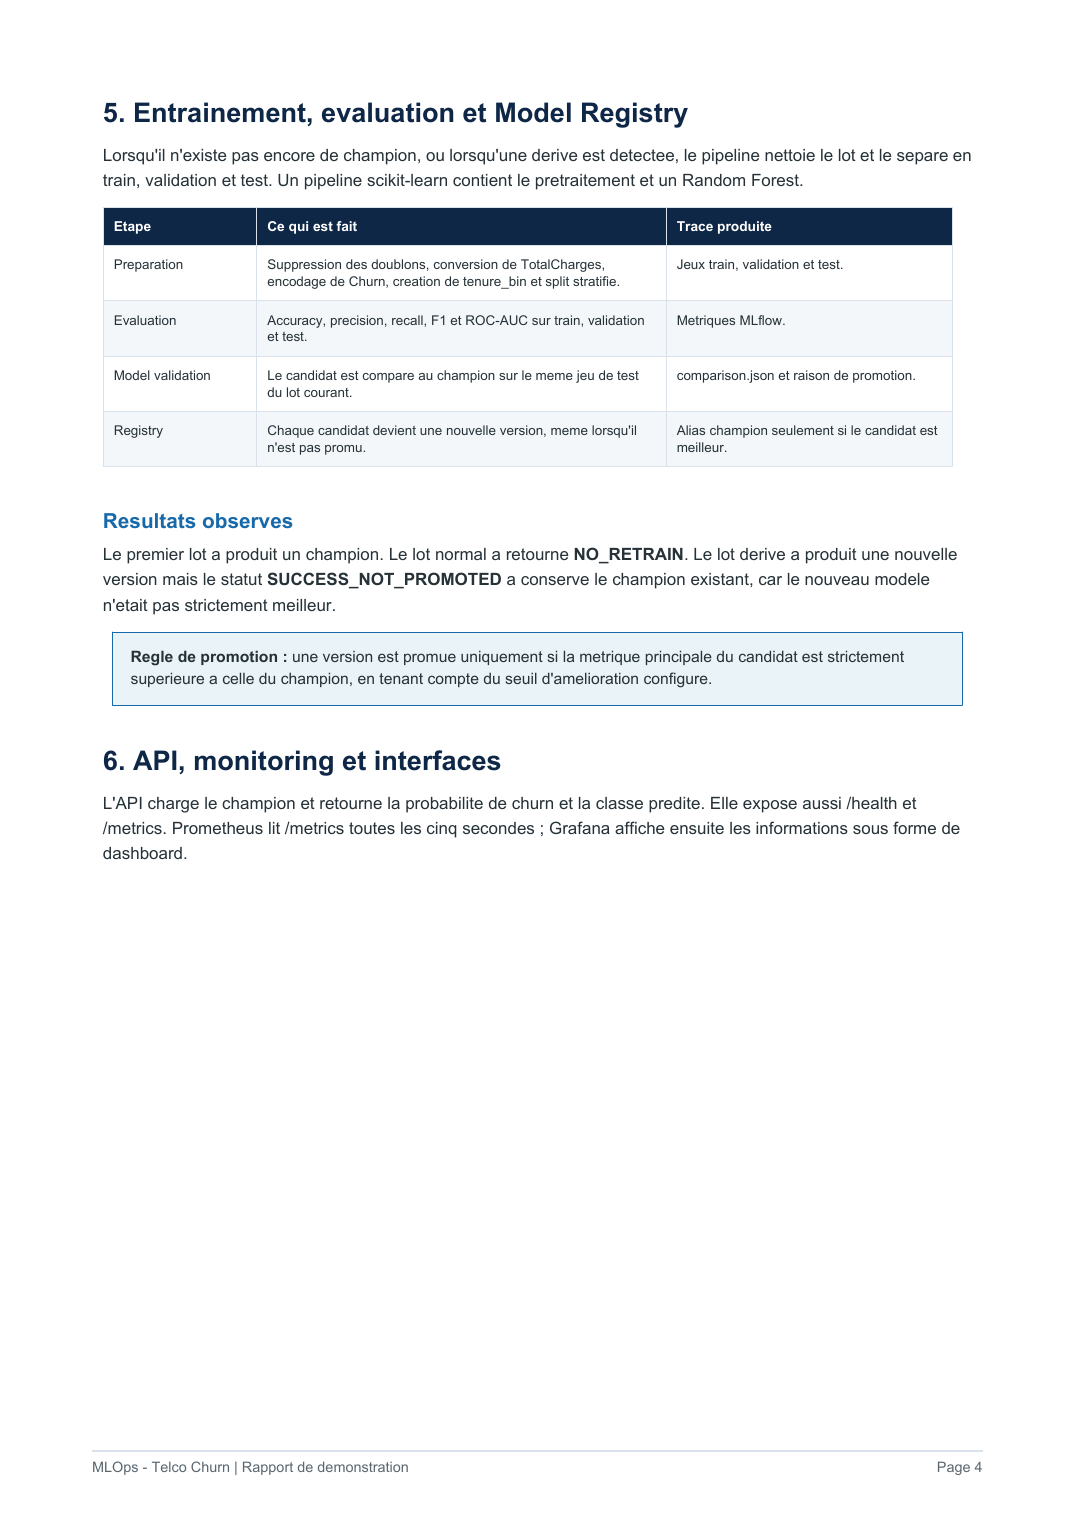 5. Entrainement, evaluation et Model Registry
Lorsqu'il n'existe pas encore de champion, ou lorsqu'une derive est detectee, le pipeline nettoie le lot et le separe en
train, validation et test. Un pipeline scikit-learn contient le pretraitement et un Random Forest.
Etape
Ce qui est fait
Trace produite
Preparation
Suppression des doublons, conversion de TotalCharges,
encodage de Churn, creation de tenure_bin et split stratifie.
Jeux train, validation et test.
Evaluation
Accuracy, precision, recall, F1 et ROC-AUC sur train, validation
et test.
Metriques MLflow.
Model validation
Le candidat est compare au champion sur le meme jeu de test
du lot courant.
comparison.json et raison de promotion.
Registry
Chaque candidat devient une nouvelle version, meme lorsqu'il
n'est pas promu.
Alias champion seulement si le candidat est
meilleur.
Resultats observes
Le premier lot a produit un champion. Le lot normal a retourne NO_RETRAIN. Le lot derive a produit une nouvelle
version mais le statut SUCCESS_NOT_PROMOTED a conserve le champion existant, car le nouveau modele
n'etait pas strictement meilleur.
Regle de promotion : une version est promue uniquement si la metrique principale du candidat est strictement
superieure a celle du champion, en tenant compte du seuil d'amelioration configure.
6. API, monitoring et interfaces
L'API charge le champion et retourne la probabilite de churn et la classe predite. Elle expose aussi /health et
/metrics. Prometheus lit /metrics toutes les cinq secondes ; Grafana affiche ensuite les informations sous forme de
dashboard.
MLOps - Telco Churn | Rapport de demonstration
Page 4